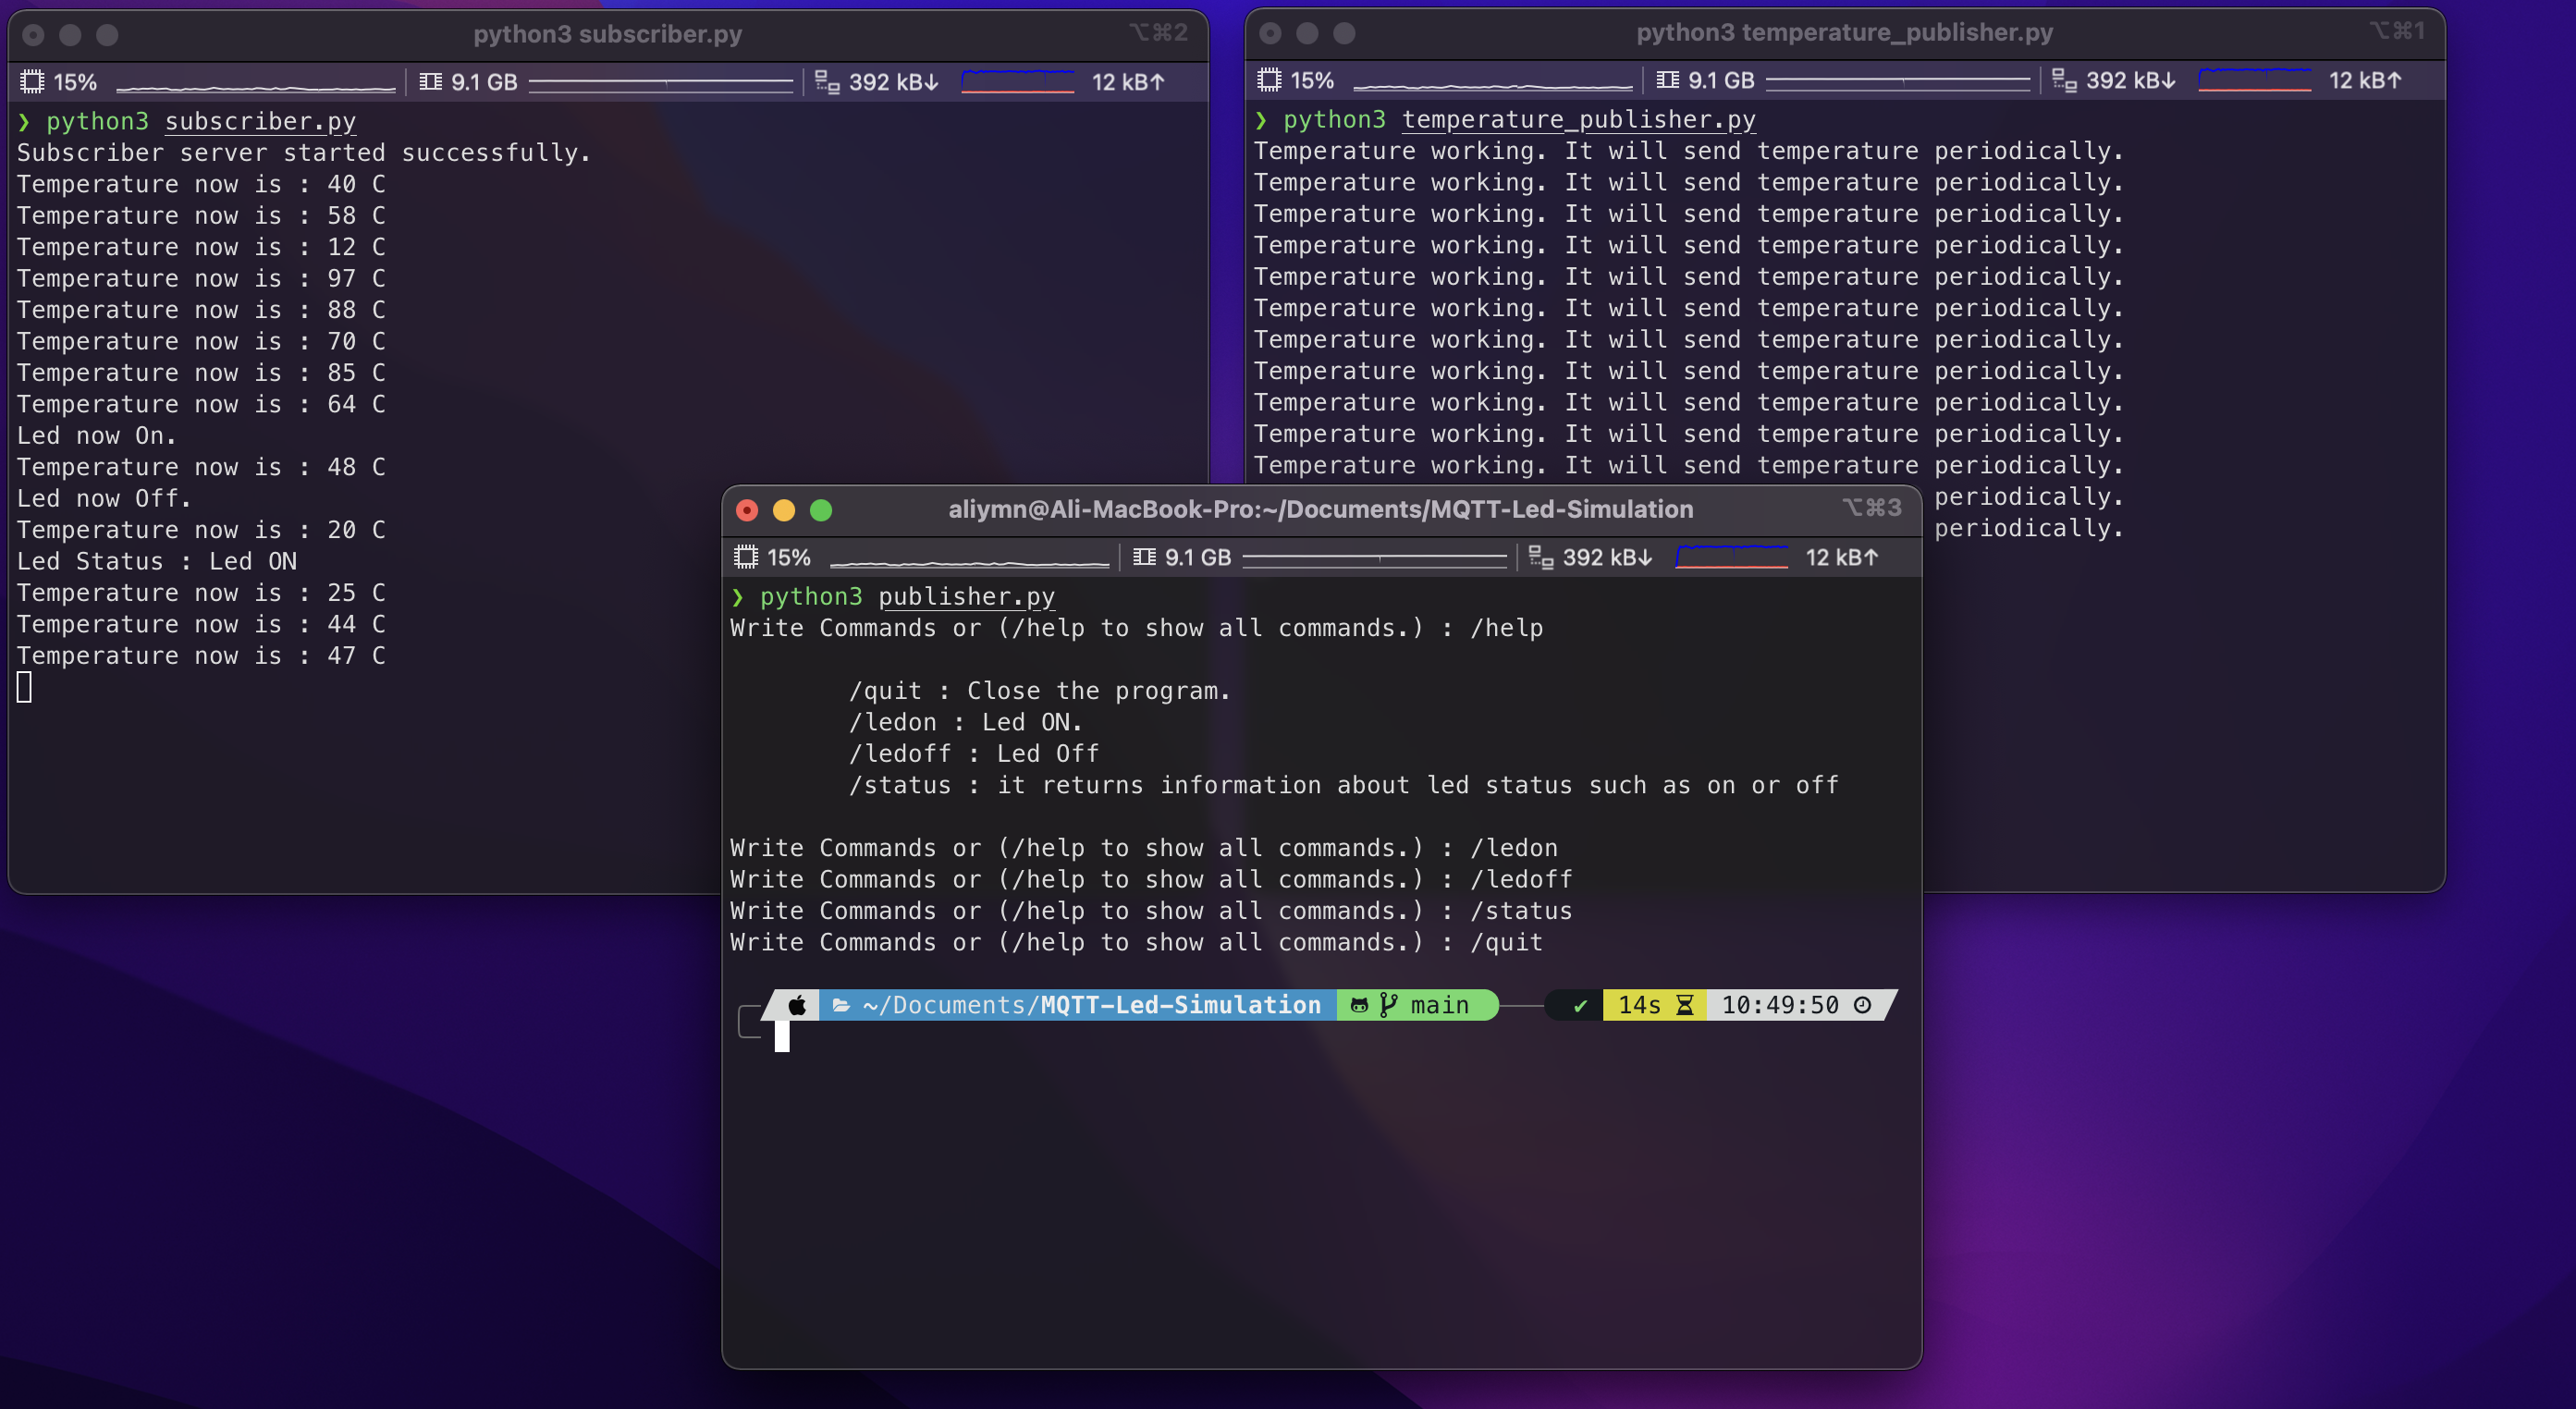 python3 subscriber.py
⌥⌘2
15%
9.1 GB
392 kB↓
12 kB↑
❯ python3 subscriber.py
Subscriber server started successfully.
Temperature now is : 40 C
Temperature now is : 58 C
Temperature now is : 12 C
Temperature now is : 97 C
Temperature now is : 88 C
Temperature now is : 70 C
Temperature now is : 85 C
Temperature now is : 64 C
Led now On.
Temperature now is : 48 C
Led now Off.
Temperature now is : 20 C
Led Status : Led ON
Temperature now is : 25 C
Temperature now is : 44 C
Temperature now is : 47 C
python3 temperature_publisher.py
⌥⌘1
15%
9.1 GB
392 kB↓
12 kB↑
❯ python3 temperature_publisher.py
Temperature working. It will send temperature periodically.
Temperature working. It will send temperature periodically.
Temperature working. It will send temperature periodically.
Temperature working. It will send temperature periodically.
Temperature working. It will send temperature periodically.
Temperature working. It will send temperature periodically.
Temperature working. It will send temperature periodically.
Temperature working. It will send temperature periodically.
Temperature working. It will send temperature periodically.
Temperature working. It will send temperature periodically.
Temperature working. It will send temperature periodically.
periodically.
periodically.
aliymn@Ali-MacBook-Pro:~/Documents/MQTT-Led-Simulation
⌥⌘3
15%
9.1 GB
392 kB↓
12 kB↑
❯ python3 publisher.py
Write Commands or (/help to show all commands.) : /help
/quit : Close the program.
/ledon : Led ON.
/ledoff : Led Off
/status : it returns information about led status such as on or off
Write Commands or (/help to show all commands.) : /ledon
Write Commands or (/help to show all commands.) : /ledoff
Write Commands or (/help to show all commands.) : /status
Write Commands or (/help to show all commands.) : /quit
~/Documents/MQTT-Led-Simulation main ✔ 14s 10:49:50